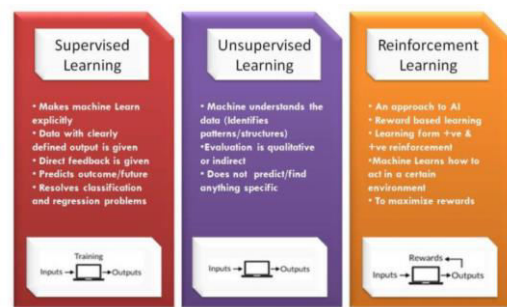 Supervised
Learning
• Makes machine Learn
explicitly
• Data with clearly
defined output is given
• Direct feedback is given
• Predicts outcome/future
• Resolves classification
and regression problems
Training
Inputs
Outputs
Unsupervised
Learning
• Machine understands the
data (Identifies
patterns/structures)
•Evaluation is qualitative
or indirect
• Does not predict/find
anything specific
Inputs
Outputs
Reinforcement
Learning
• An approach to AI
• Reward based learning
• Learning form +ve &
+ve reinforcement
•Machine Learns how to
act in a certain
environment
• To maximize rewards
Rewards
Inputs
Outputs